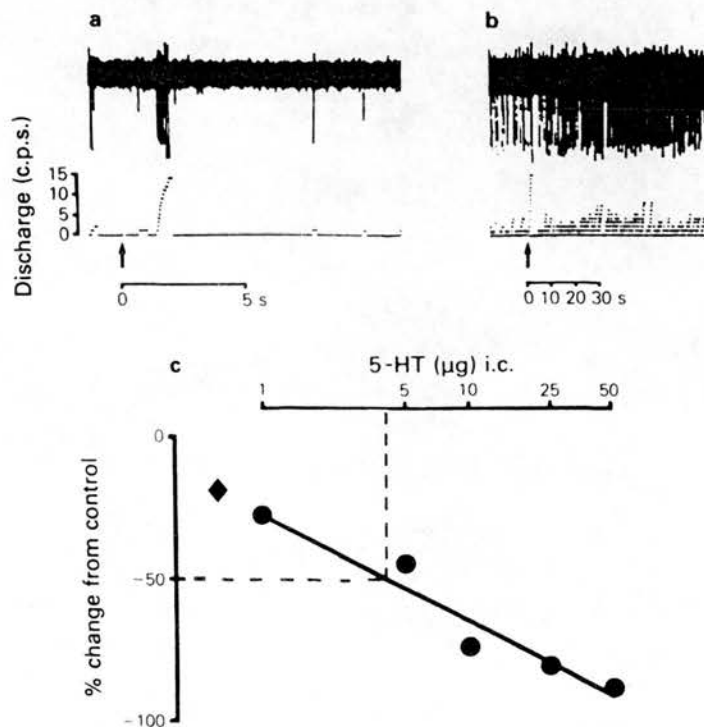 a
b
Discharge (c.p.s.)
15
10
5
0
0 5 s
0 10 20 30 s
c
5-HT (μg) i.c.
1 5 10 25 50
% change from control
0
-50
-100